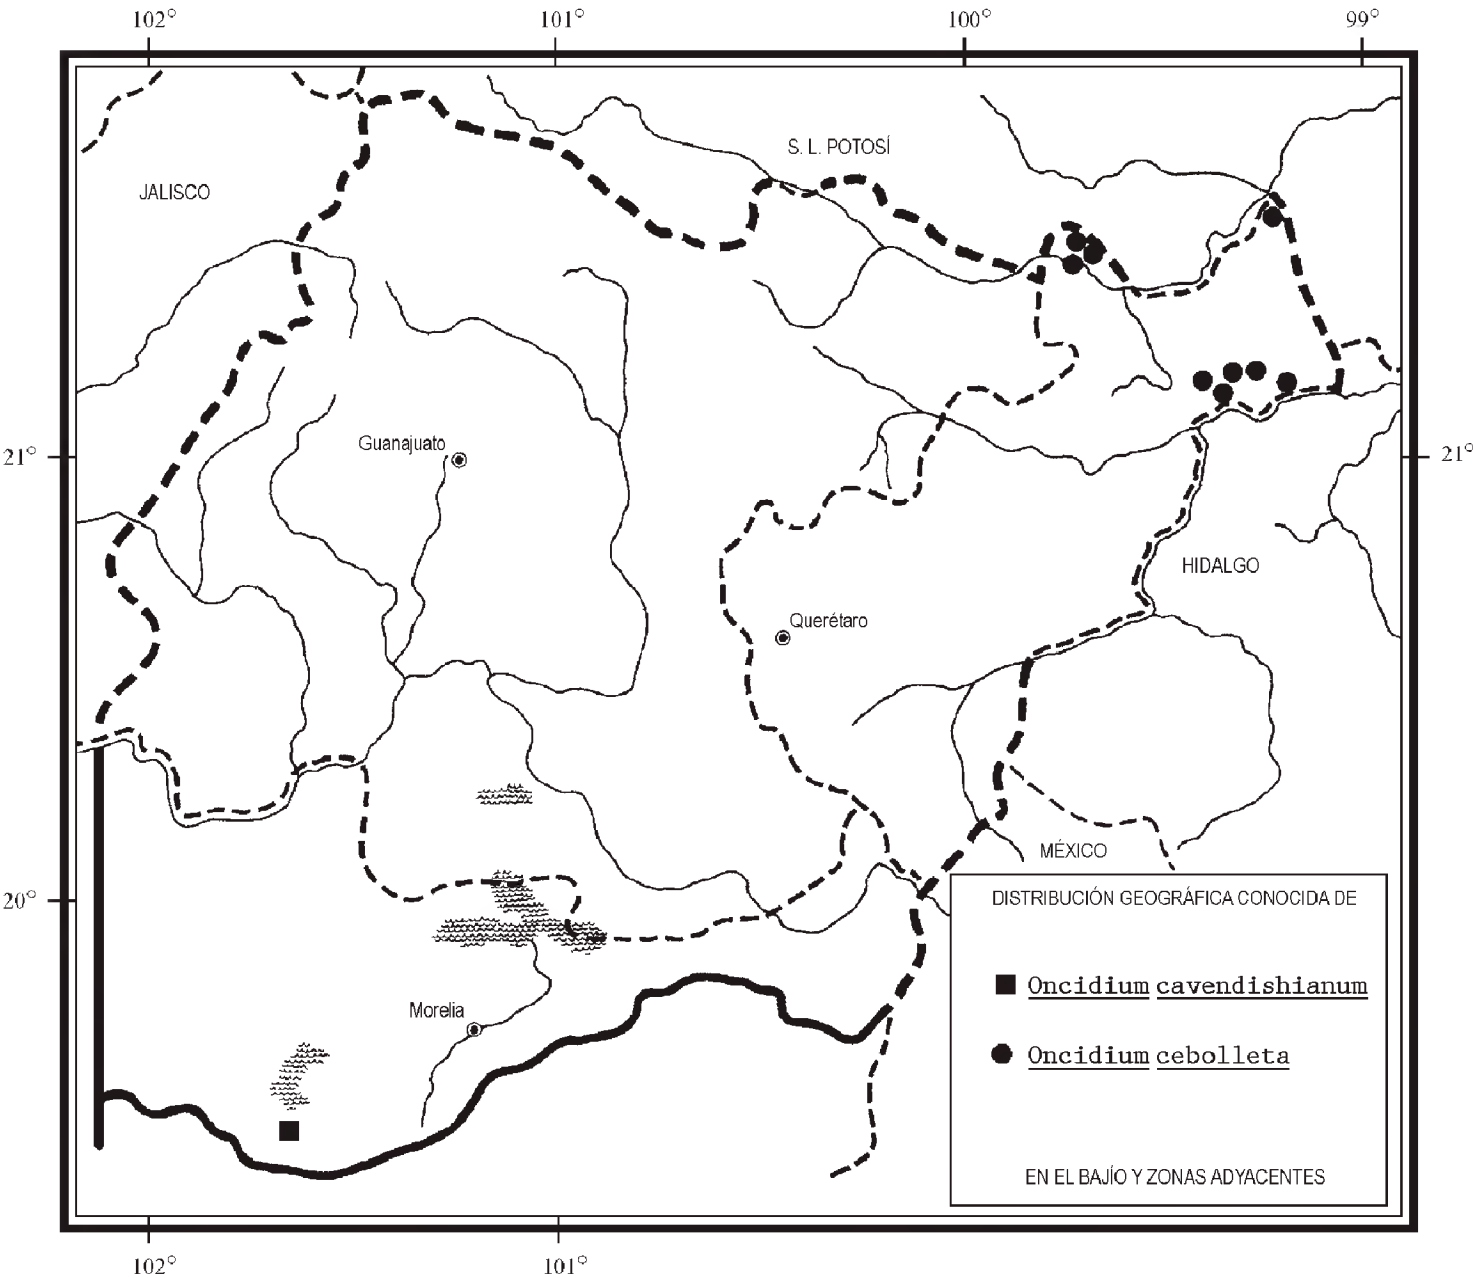 102° 101° 100° 99°
S. L. POTOSÍ
JALISCO
Guanajuato
21° 21°
HIDALGO
Querétaro
MÉXICO
20°
DISTRIBUCIÓN GEOGRÁFICA CONOCIDA DE
Oncidium cavendishianum
Morelia
Oncidium cebolleta
EN EL BAJÍO Y ZONAS ADYACENTES
102° 101°